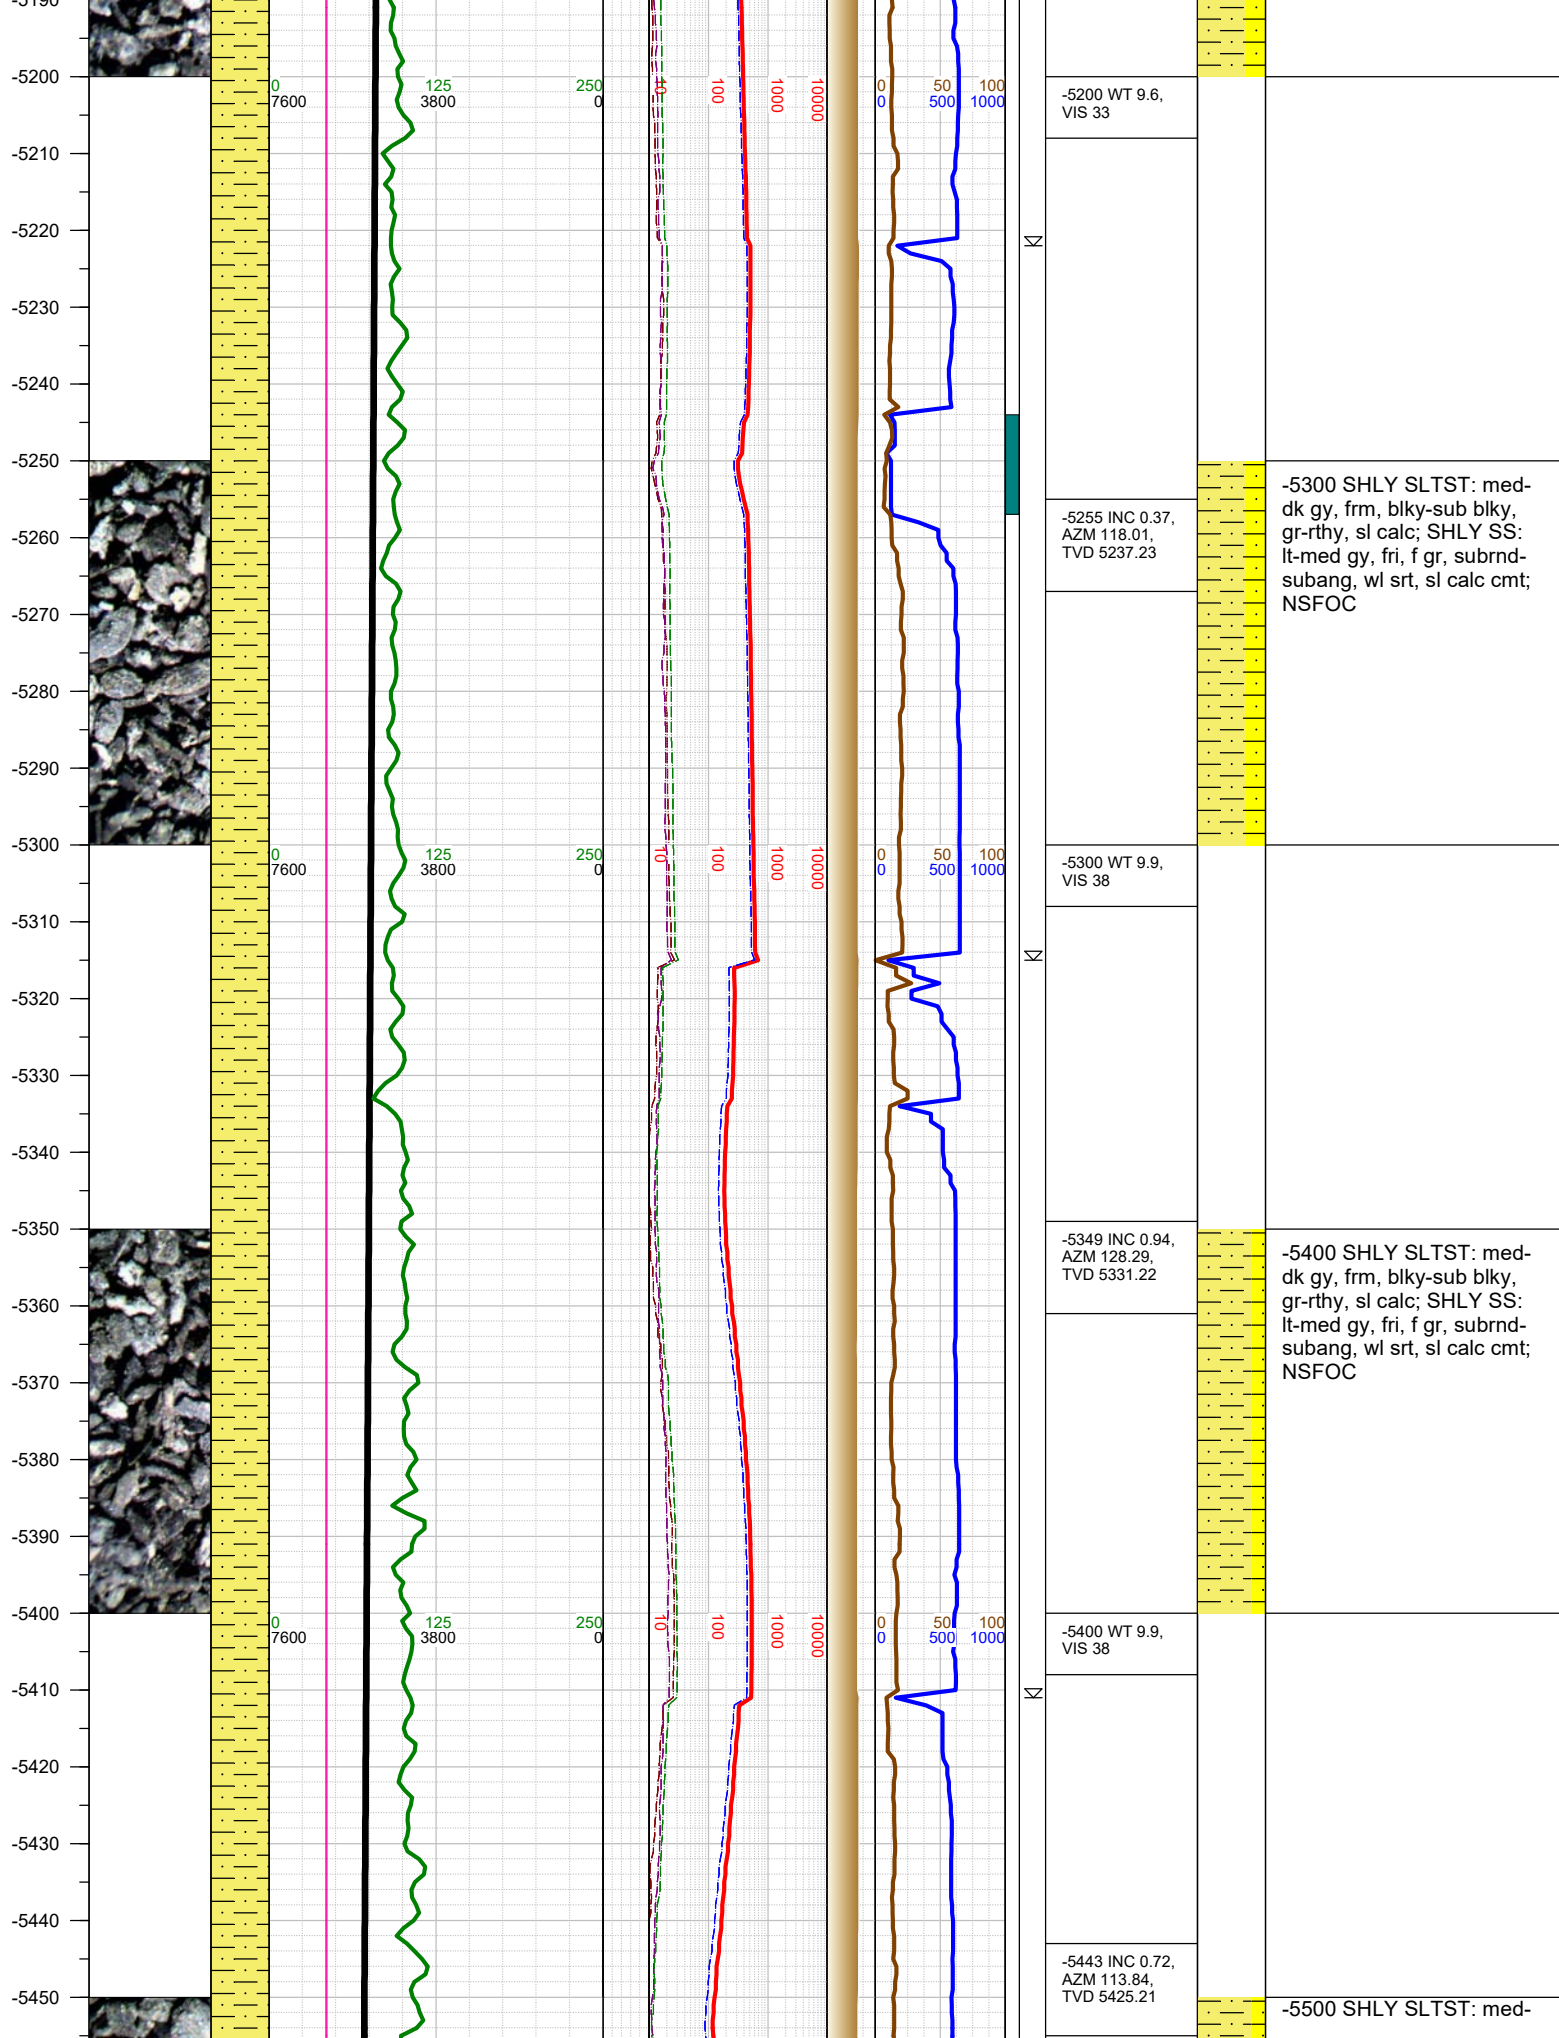 -5190
-5200
-5210
-5220
-5230
-5240
-5250
-5260
-5270
-5280
-5290
-5300
-5310
-5320
-5330
-5340
-5350
-5360
-5370
-5380
-5390
-5400
-5410
-5420
-5430
-5440
-5450
0 125 250
7600 3800 0
10 100 1000 10000
0 50 100
0 500 1000
0 125 250
7600 3800 0
10 100 1000 10000
0 50 100
0 500 1000
0 125 250
7600 3800 0
10 100 1000 10000
0 50 100
0 500 1000
-5200 WT 9.6,
VIS 33
-5255 INC 0.37,
AZM 118.01,
TVD 5237.23
-5300 WT 9.9,
VIS 38
-5349 INC 0.94,
AZM 128.29,
TVD 5331.22
-5400 WT 9.9,
VIS 38
-5443 INC 0.72,
AZM 113.84,
TVD 5425.21
-5300 SHLY SLTST: med-
dk gy, frm, blky-sub blky,
gr-rthy, sl calc; SHLY SS:
lt-med gy, fri, f gr, subrnd-
subang, wl srt, sl calc cmt;
NSFOC
-5400 SHLY SLTST: med-
dk gy, frm, blky-sub blky,
gr-rthy, sl calc; SHLY SS:
lt-med gy, fri, f gr, subrnd-
subang, wl srt, sl calc cmt;
NSFOC
-5500 SHLY SLTST: med-